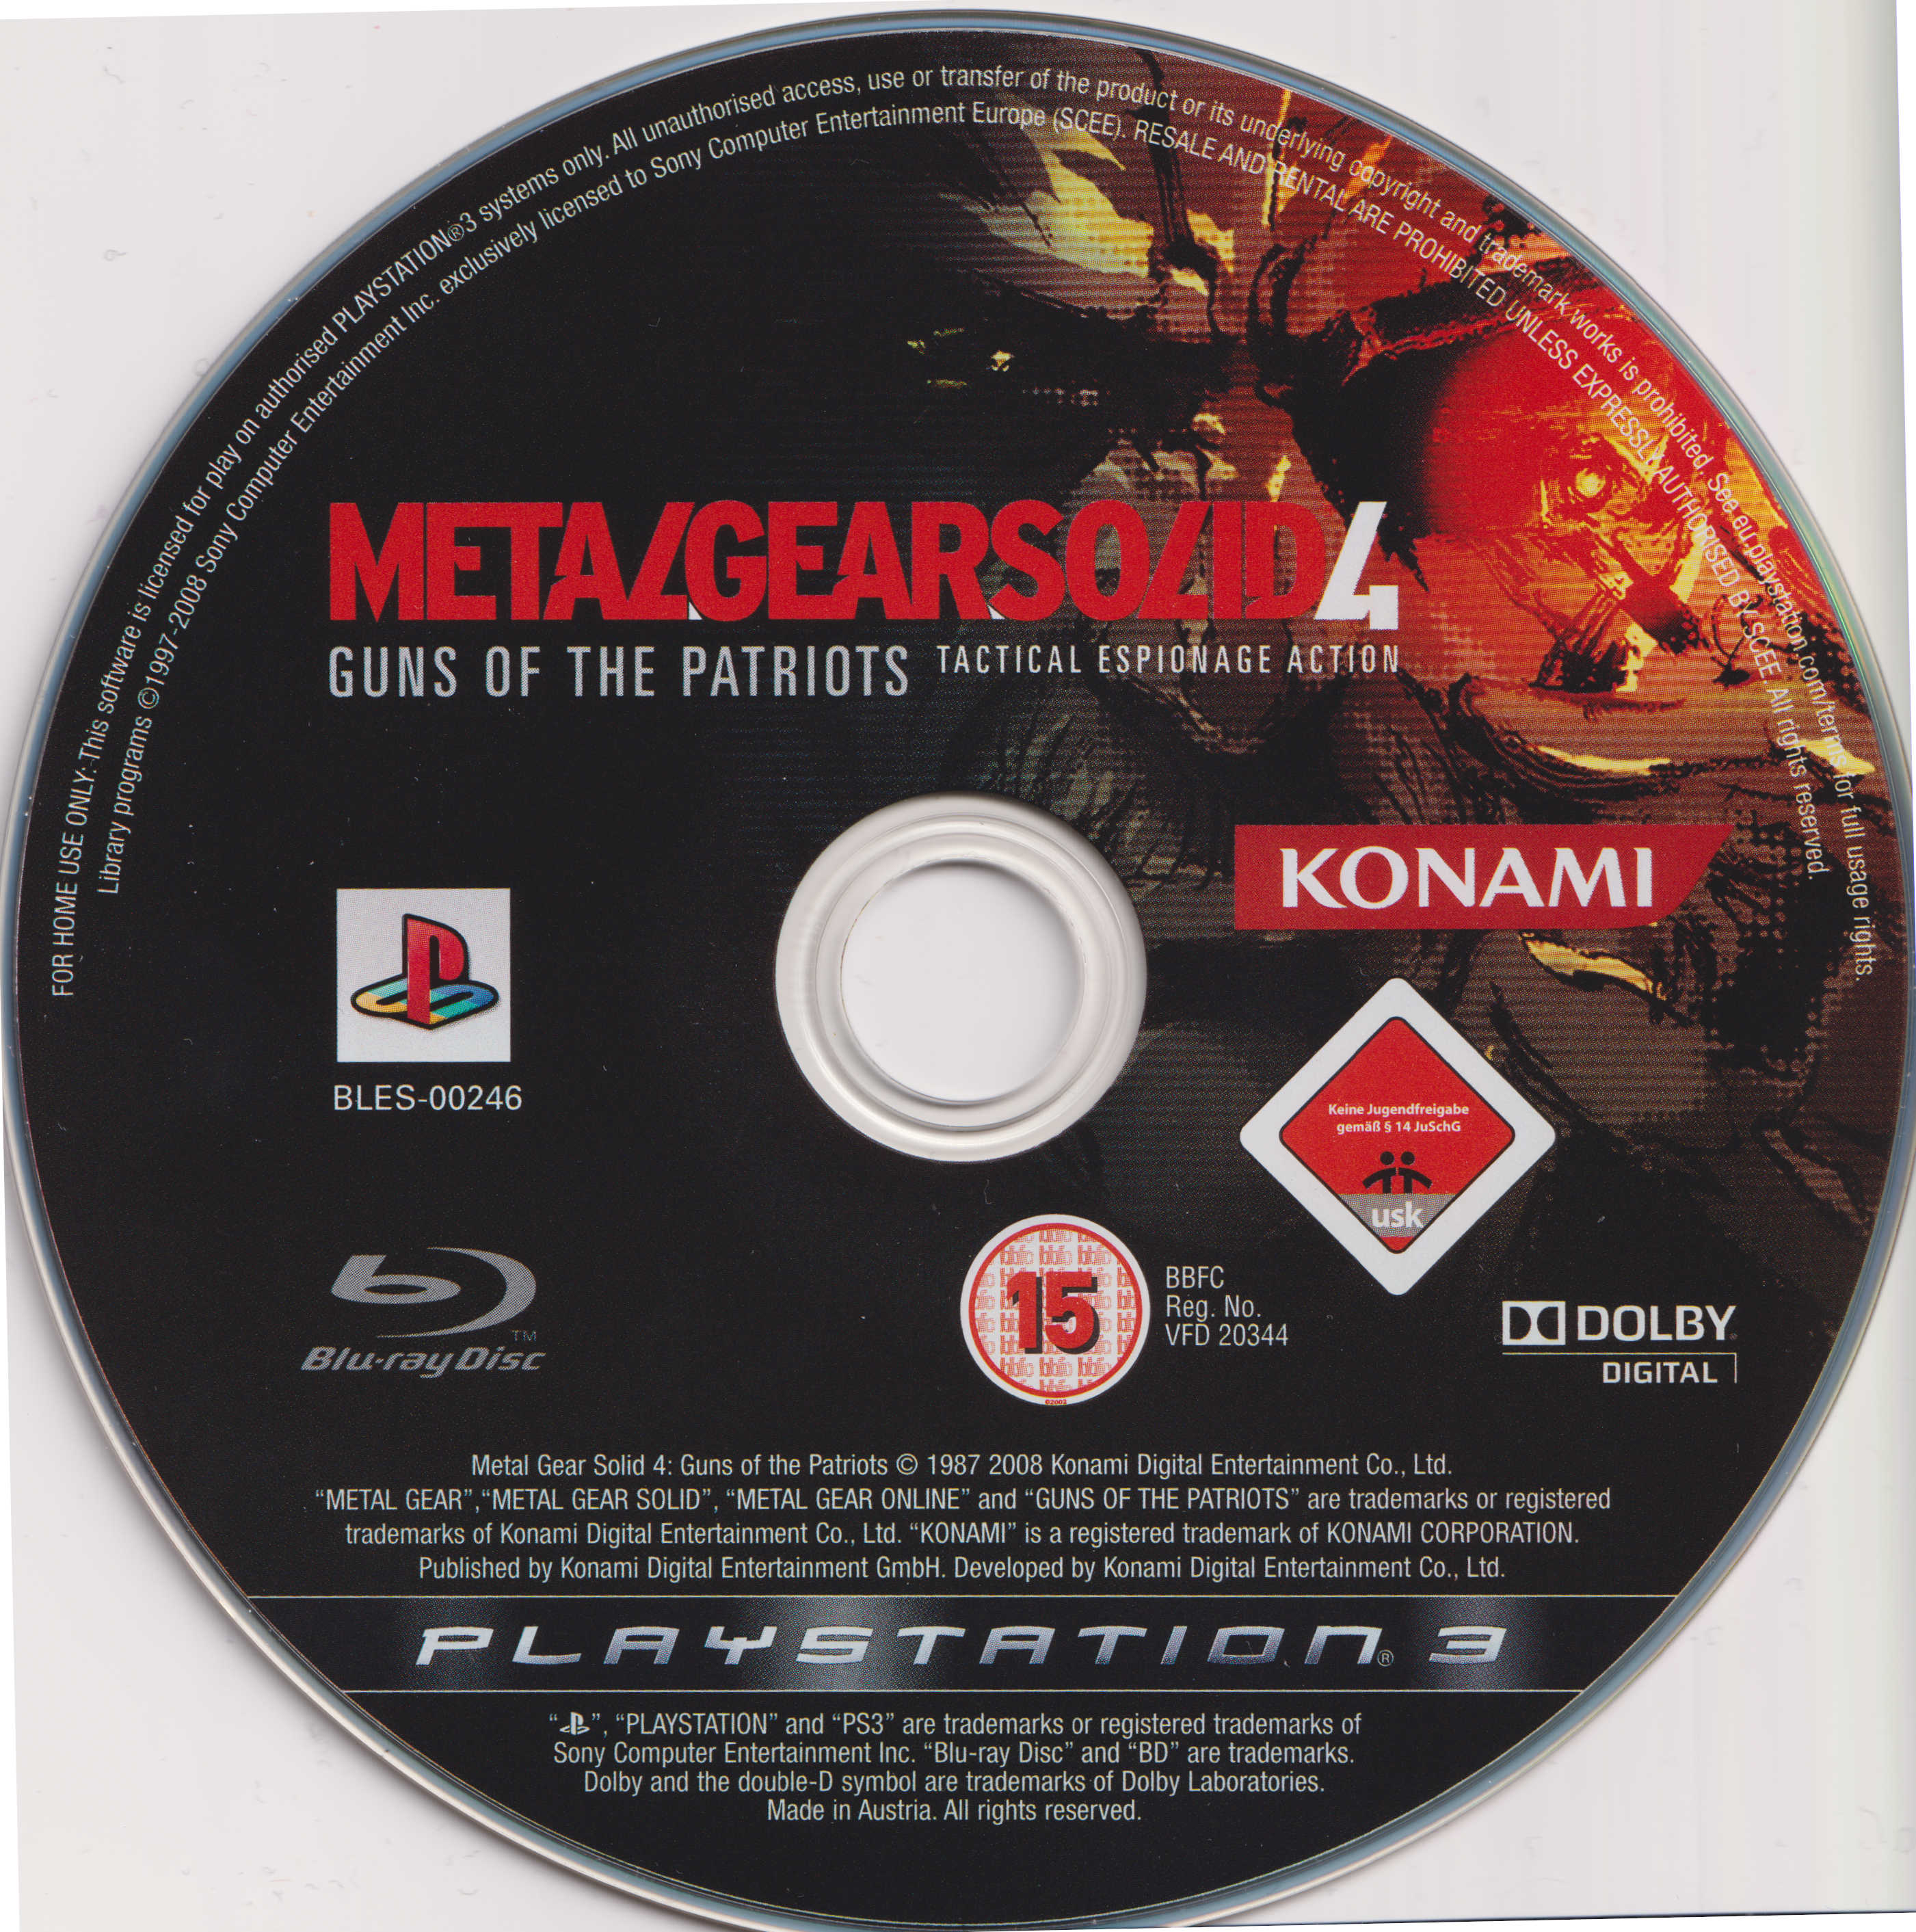 FOR HOME USE ONLY: This software is licensed for play on authorised PLAYSTATION®3 systems only. All unauthorised access, use or transfer of the product or its underlying copyright and trademark works is prohibited. See eu.playstation.com/terms for full usage rights.
Library programs ©1997-2008 Sony Computer Entertainment Inc. exclusively licensed to Sony Computer Entertainment Europe (SCEE). RESALE AND RENTAL ARE PROHIBITED UNLESS EXPRESSLY AUTHORISED BY SCEE. All rights reserved.
METAL GEAR SOLID 4
GUNS OF THE PATRIOTS TACTICAL ESPIONAGE ACTION
KONAMI
BLES-00246
Keine Jugendfreigabe
gemäß § 14 JuSchG
usk
Blu-ray Disc TM
15
©2002
BBFC
Reg. No.
VFD 20344
DOLBY
DIGITAL
Metal Gear Solid 4: Guns of the Patriots © 1987 2008 Konami Digital Entertainment Co., Ltd.
“METAL GEAR”,“METAL GEAR SOLID”, “METAL GEAR ONLINE” and “GUNS OF THE PATRIOTS” are trademarks or registered
trademarks of Konami Digital Entertainment Co., Ltd. “KONAMI” is a registered trademark of KONAMI CORPORATION.
Published by Konami Digital Entertainment GmbH. Developed by Konami Digital Entertainment Co., Ltd.
PLAYSTATION® 3
“PS”, “PLAYSTATION” and “PS3” are trademarks or registered trademarks of
Sony Computer Entertainment Inc. “Blu-ray Disc” and “BD” are trademarks.
Dolby and the double-D symbol are trademarks of Dolby Laboratories.
Made in Austria. All rights reserved.